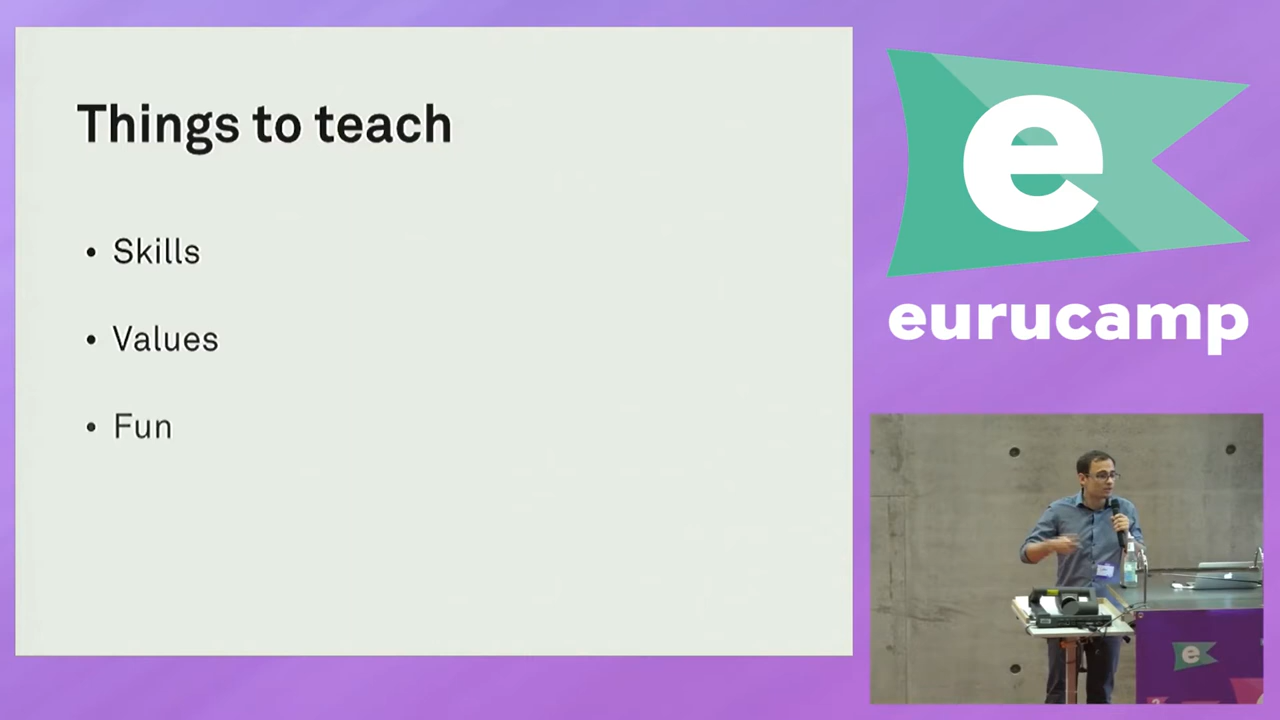 Things to teach
• Skills
• Values
• Fun
e
eurucamp
e